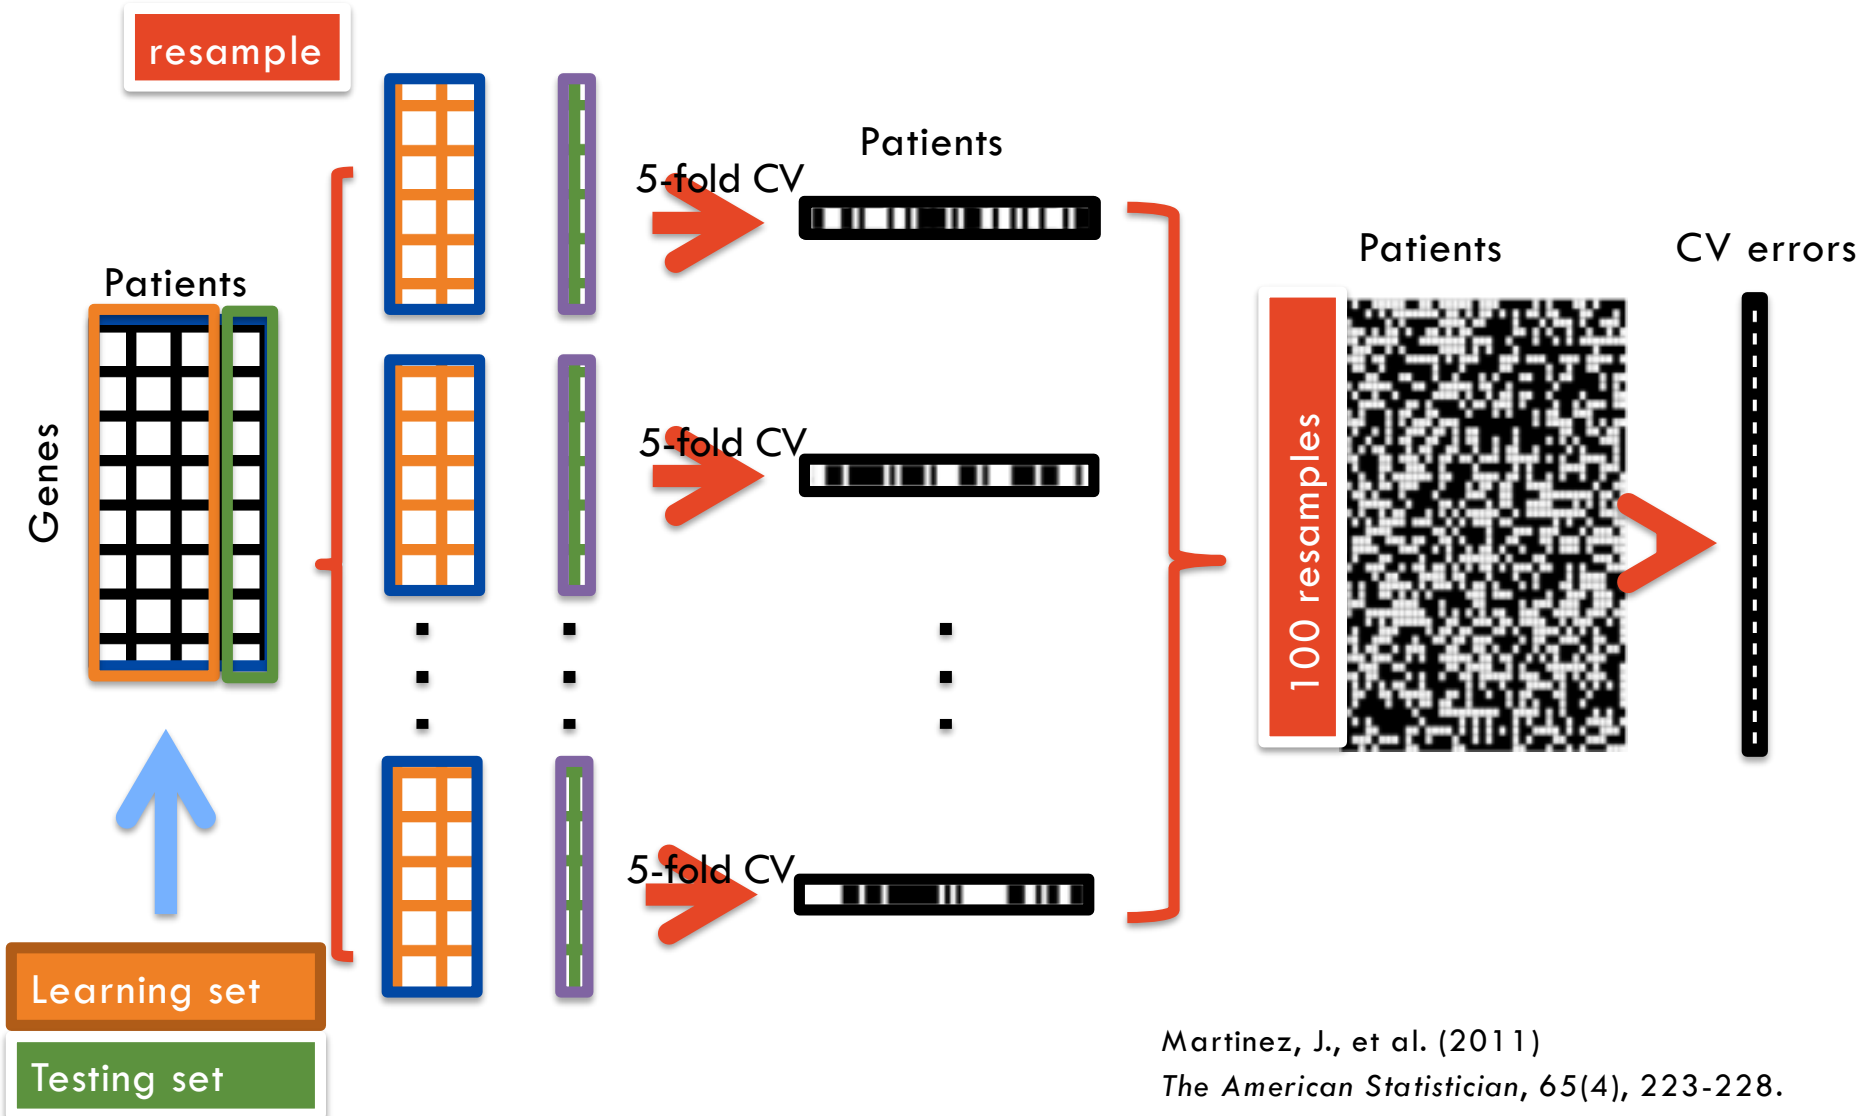 resample
Patients
5-fold CV
Patients
Genes
5-fold CV
5-fold CV
Patients
CV errors
100 resamples
Learning set
Testing set
Martinez, J., et al. (2011)
The American Statistician, 65(4), 223-228.